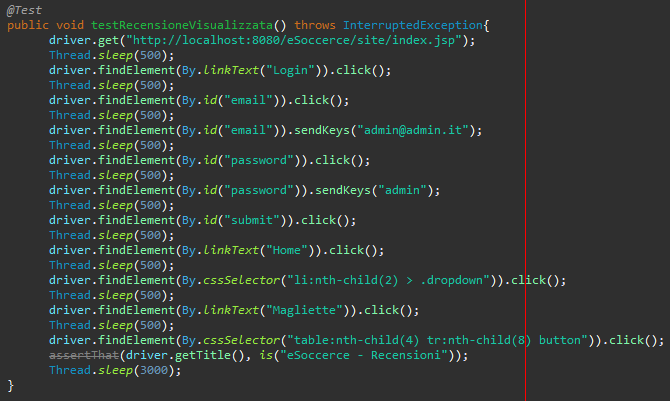 @Test
public void testRecensioneVisualizzata() throws InterruptedException{
driver.get("http://localhost:8080/eSoccerce/site/index.jsp");
Thread.sleep(500);
driver.findElement(By.linkText("Login")).click();
Thread.sleep(500);
driver.findElement(By.id("email")).click();
Thread.sleep(500);
driver.findElement(By.id("email")).sendKeys("admin@admin.it");
Thread.sleep(500);
driver.findElement(By.id("password")).click();
Thread.sleep(500);
driver.findElement(By.id("password")).sendKeys("admin");
Thread.sleep(500);
driver.findElement(By.id("submit")).click();
Thread.sleep(500);
driver.findElement(By.linkText("Home")).click();
Thread.sleep(500);
driver.findElement(By.cssSelector("li:nth-child(2) > .dropdown")).click();
Thread.sleep(500);
driver.findElement(By.linkText("Magliette")).click();
Thread.sleep(500);
driver.findElement(By.cssSelector("table:nth-child(4) tr:nth-child(8) button")).click();
assertThat(driver.getTitle(), is("eSoccerce - Recensioni"));
Thread.sleep(3000);
}